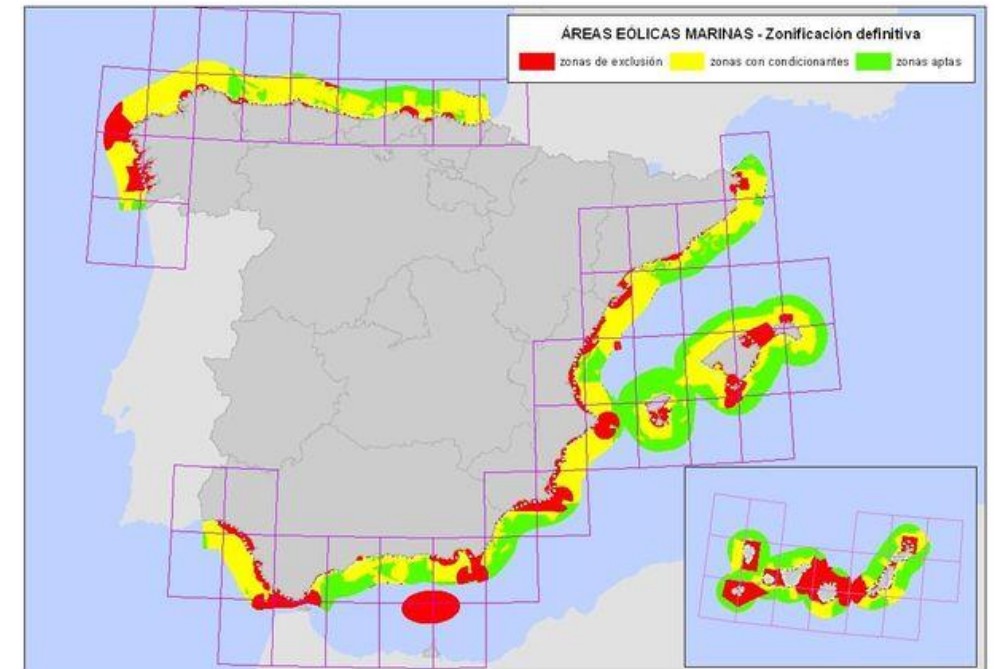 ÁREAS EÓLICAS MARINAS - Zonificación definitiva
zonas de exclusión zonas con condicionantes zonas aptas